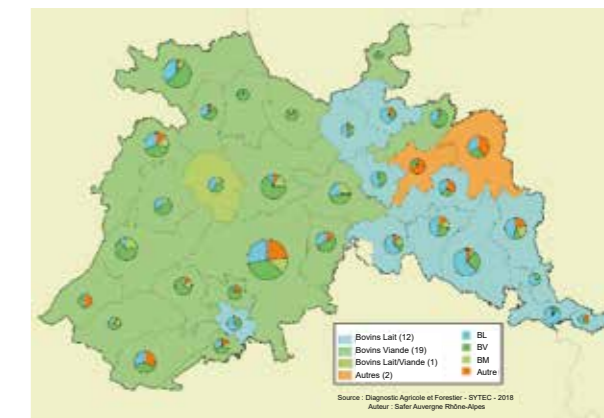 Bovins Lait (12)
Bovins Viande (19)
Bovins Lait/Viande (1)
Autres (2)
BL
BV
BM
Autre
Source : Diagnostic Agricole et Forestier - SYTEC - 2018
Auteur : Safer Auvergne Rhône-Alpes